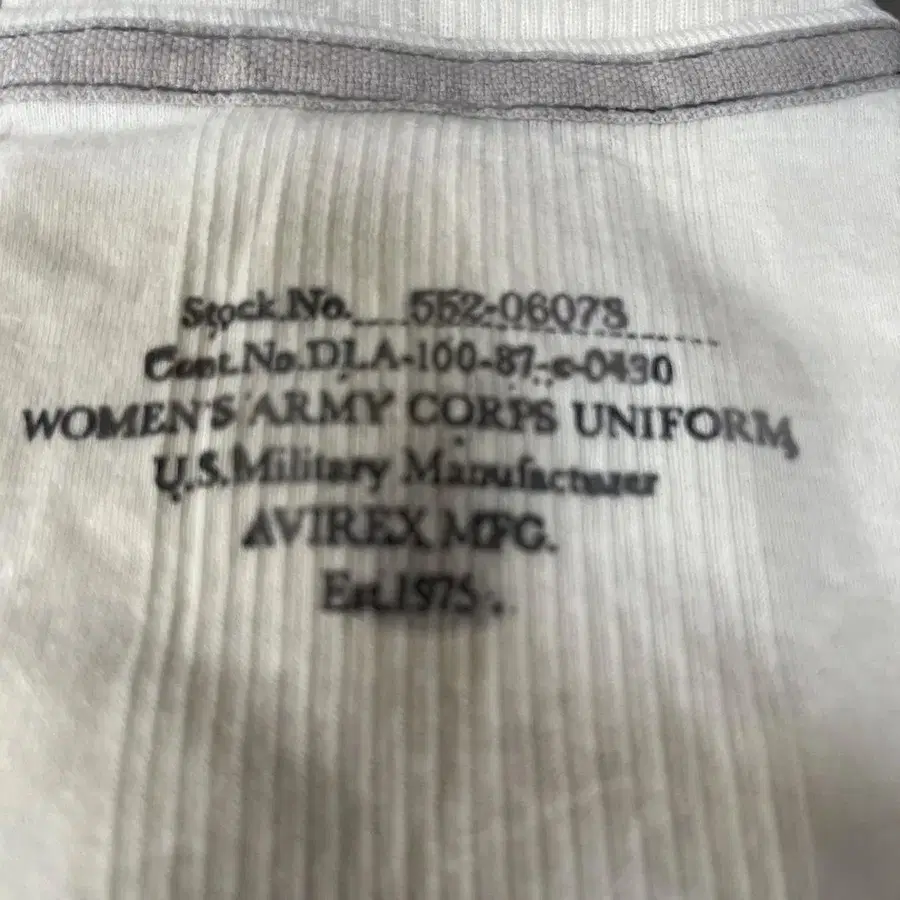 Stock.No. 552-06078
Cont.No.DLA-100-87-c-0430
WOMEN'S ARMY CORPS UNIFORM
U.S.Military Manufacturer
AVIREX MFG.
Est.1975.